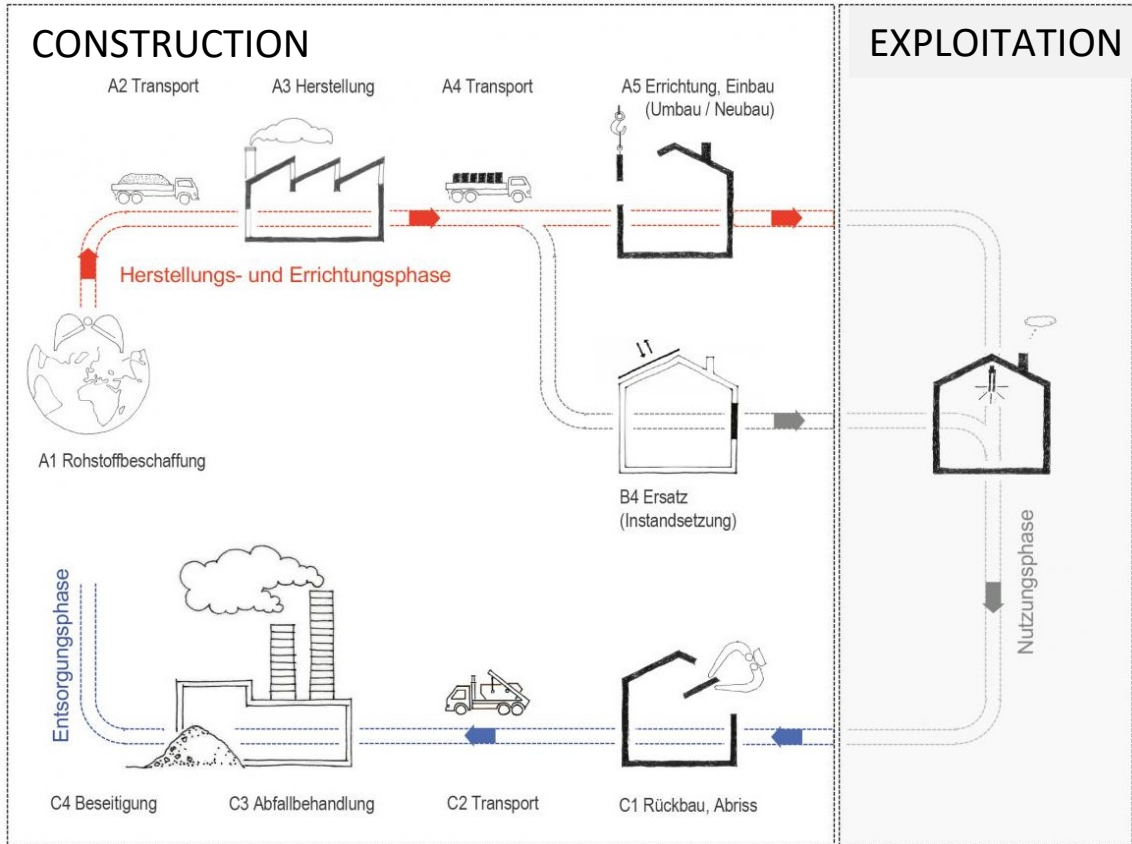 CONSTRUCTION
EXPLOITATION
A2 Transport
A3 Herstellung
A4 Transport
A5 Errichtung, Einbau
(Umbau / Neubau)
Herstellungs- und Errichtungsphase
A1 Rohstoffbeschaffung
B4 Ersatz
(Instandsetzung)
Nutzungsphase
Entsorgungsphase
C4 Beseitigung
C3 Abfallbehandlung
C2 Transport
C1 Rückbau, Abriss